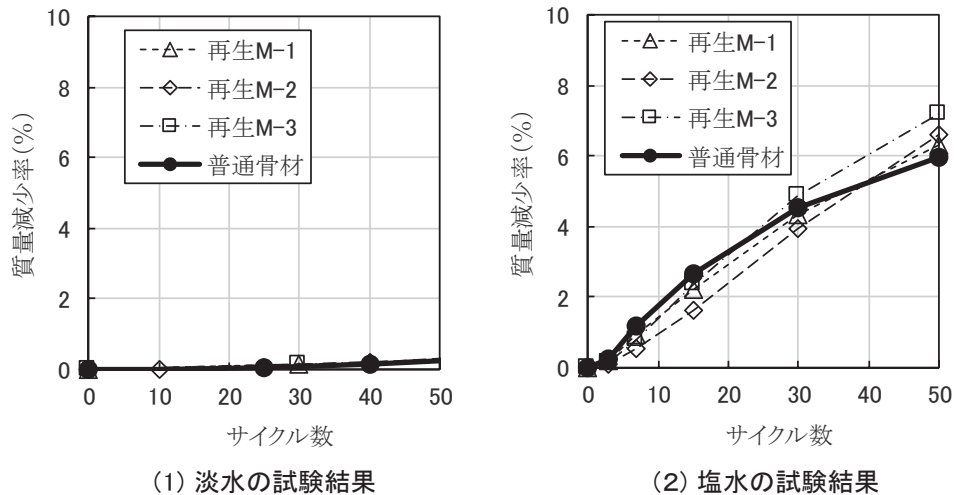 10
8
6
4
2
0
質量減少率(%)
再生M-1
再生M-2
再生M-3
普通骨材
0 10 20 30 40 50
サイクル数
(1) 淡水の試験結果
10
8
6
4
2
0
質量減少率(%)
再生M-1
再生M-2
再生M-3
普通骨材
0 10 20 30 40 50
サイクル数
(2) 塩水の試験結果